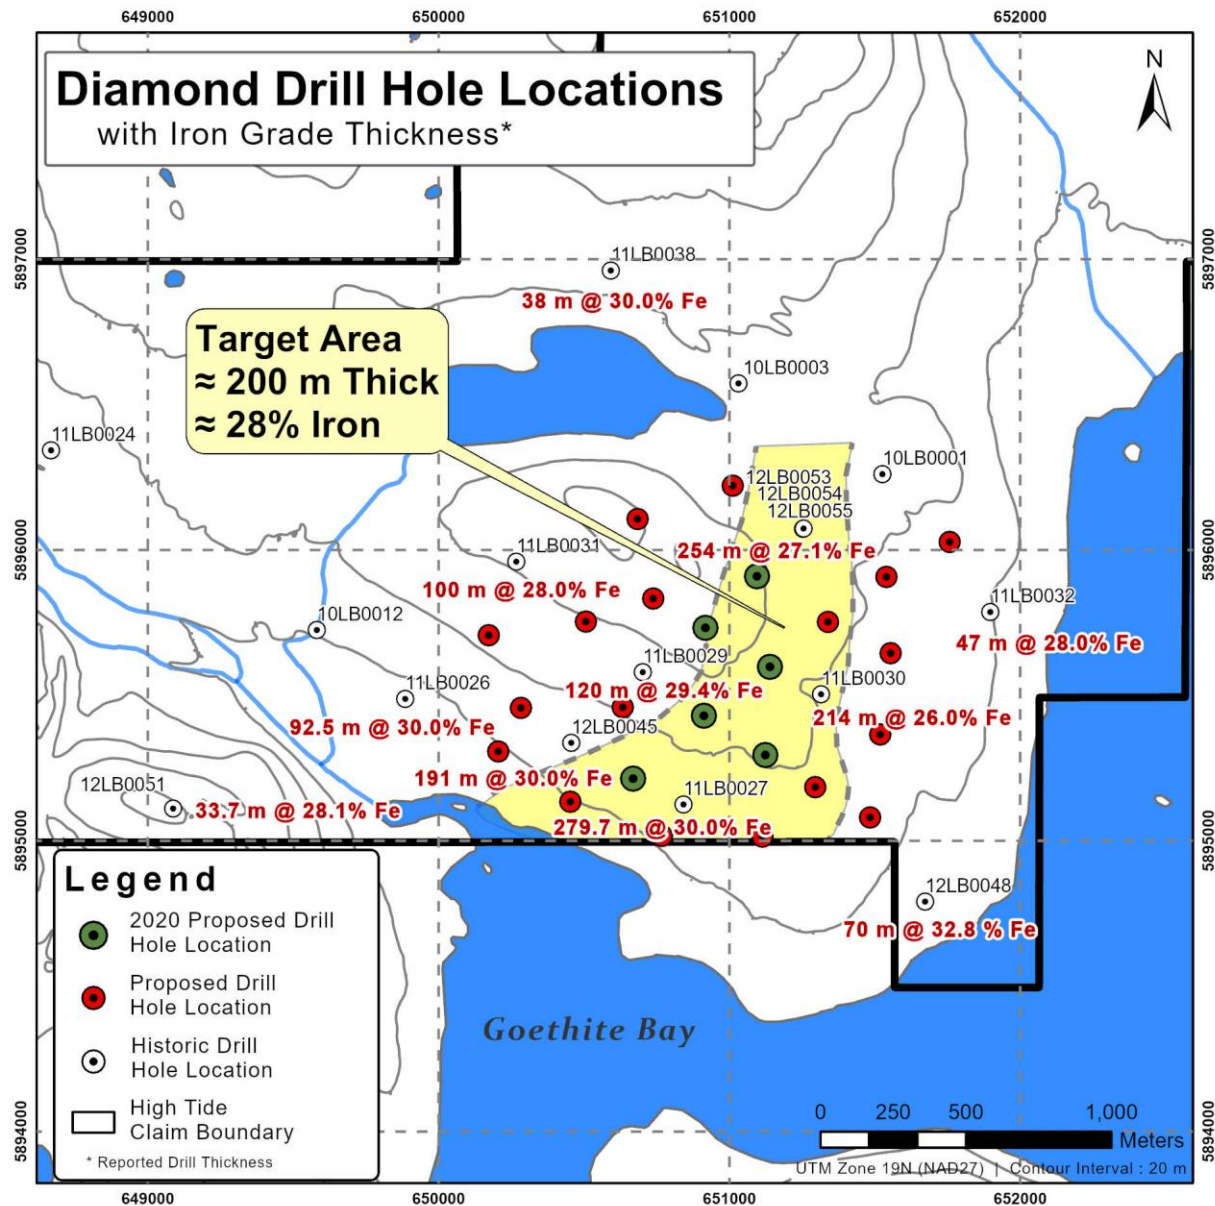 649000 650000 651000 652000
Diamond Drill Hole Locations
with Iron Grade Thickness*
N
5897000 5897000
11LB0038
38 m @ 30.0% Fe
Target Area
≈ 200 m Thick
≈ 28% Iron
10LB0003
11LB0024
10LB0001
12LB0053
12LB0054
12LB0055
5896000 5896000
254 m @ 27.1% Fe
11LB0031
100 m @ 28.0% Fe
11LB0032
47 m @ 28.0% Fe
10LB0012
11LB0029
120 m @ 29.4% Fe
11LB0030
214 m @ 26.0% Fe
11LB0026
92.5 m @ 30.0% Fe
12LB0045
191 m @ 30.0% Fe
12LB0051
33.7 m @ 28.1% Fe
11LB0027
279.7 m @ 30.0% Fe
5895000 5895000
12LB0048
70 m @ 32.8 % Fe
Legend
2020 Proposed Drill
Hole Location
Proposed Drill
Hole Location
Historic Drill
Hole Location
High Tide
Claim Boundary
* Reported Drill Thickness
Goethite Bay
0 250 500 1,000
Meters
5894000 5894000
UTM Zone 19N (NAD27) | Contour Interval : 20 m
649000 650000 651000 652000